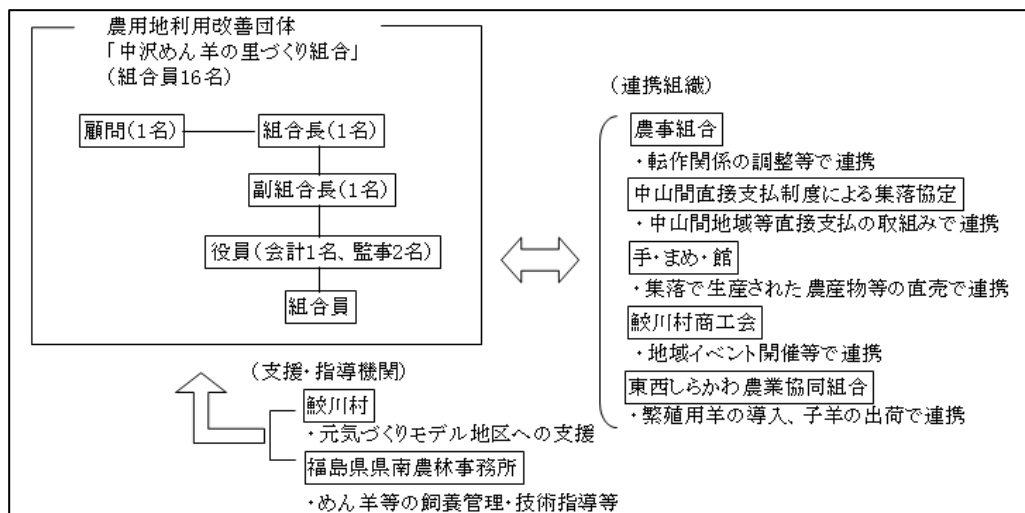 農用地利用改善団体
「中沢めん羊の里づくり組合」
(組合員16名)
顧問(1名)
組合長(1名)
副組合長(1名)
役員(会計1名、監事2名)
組合員
(連携組織)
農事組合
・転作関係の調整等で連携
中山間直接支払制度による集落協定
・中山間地域等直接支払の取組みで連携
手・まめ・館
・集落で生産された農産物等の直売で連携
鮫川村商工会
・地域イベント開催等で連携
東西しらかわ農業協同組合
・繁殖用羊の導入、子羊の出荷で連携
(支援・指導機関)
鮫川村
・元気づくりモデル地区への支援
福島県県南農林事務所
・めん羊等の飼養管理・技術指導等